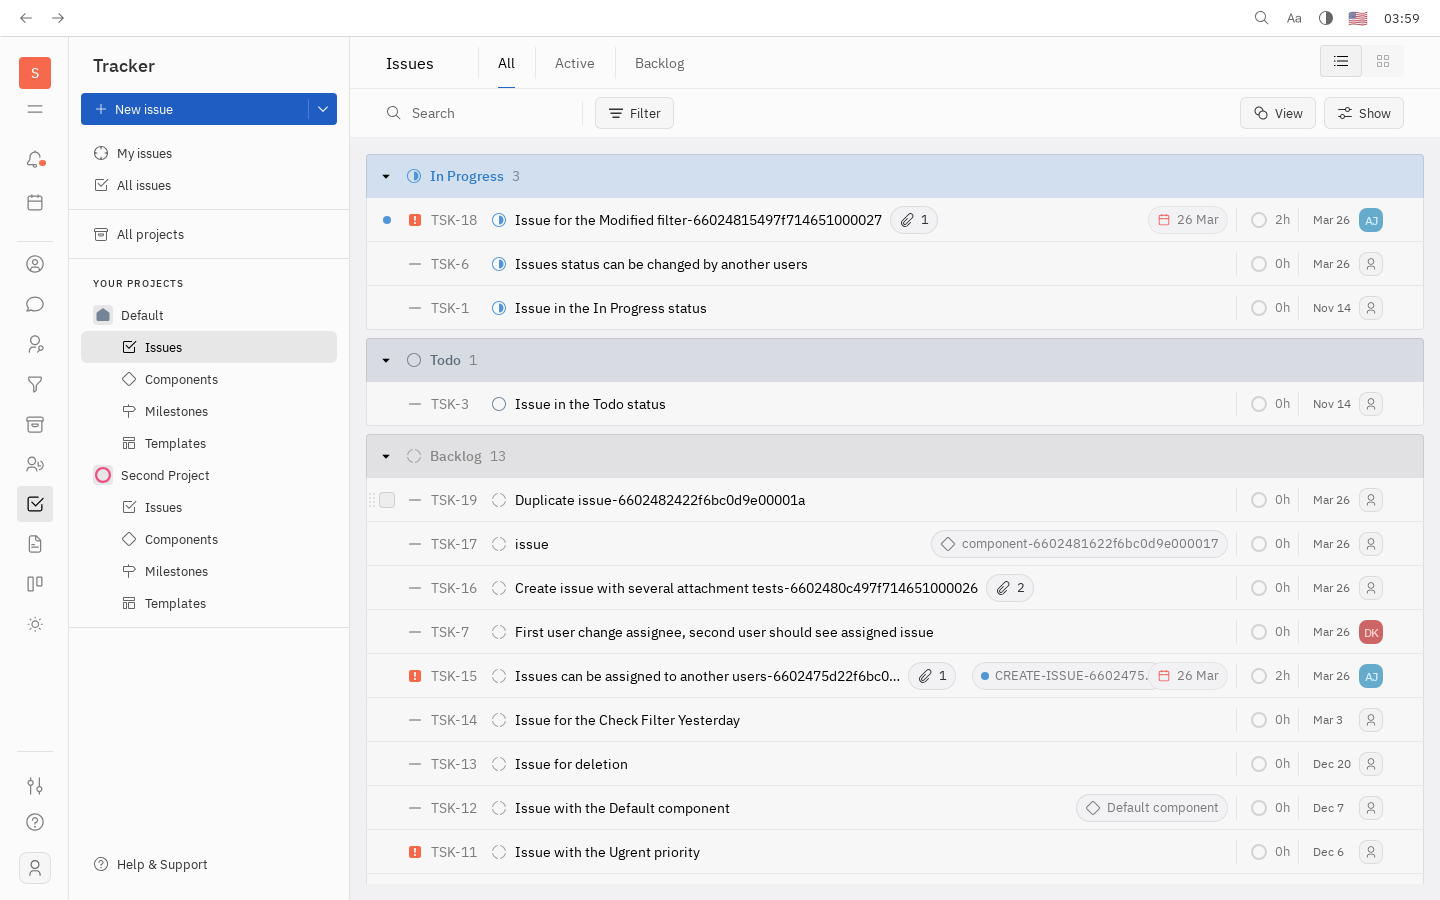 Aa 03:59
S
Tracker
New issue
My issues
All issues
All projects
YOUR PROJECTS
Default
Issues
Components
Milestones
Templates
Second Project
Issues
Components
Milestones
Templates
Help & Support
Issues All Active Backlog
Search Filter View Show
In Progress 3
TSK-18 Issue for the Modified filter-66024815497f714651000027 1 26 Mar 2h Mar 26 AJ
TSK-6 Issues status can be changed by another users 0h Mar 26
TSK-1 Issue in the In Progress status 0h Nov 14
Todo 1
TSK-3 Issue in the Todo status 0h Nov 14
Backlog 13
TSK-19 Duplicate issue-6602482422f6bc0d9e00001a 0h Mar 26
TSK-17 issue component-6602481622f6bc0d9e000017 0h Mar 26
TSK-16 Create issue with several attachment tests-6602480c497f714651000026 2 0h Mar 26
TSK-7 First user change assignee, second user should see assigned issue 0h Mar 26 DK
TSK-15 Issues can be assigned to another users-6602475d22f6bc0... 1 CREATE-ISSUE-6602475. 26 Mar 2h Mar 26 AJ
TSK-14 Issue for the Check Filter Yesterday 0h Mar 3
TSK-13 Issue for deletion 0h Dec 20
TSK-12 Issue with the Default component Default component 0h Dec 7
TSK-11 Issue with the Ugrent priority 0h Dec 6